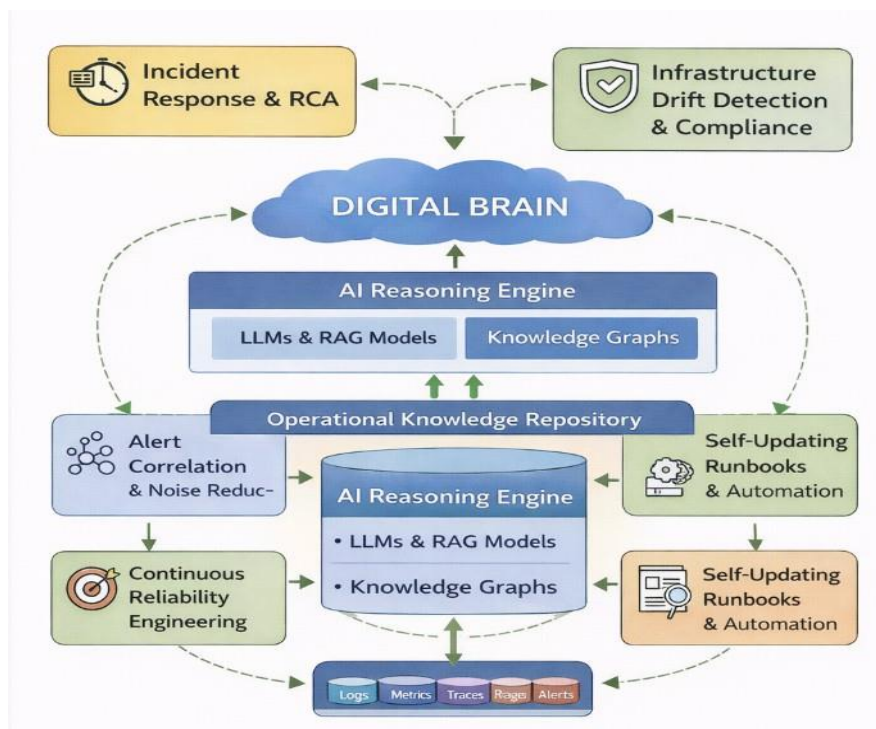 Incident
Response & RCA
Infrastructure
Drift Detection
& Compliance
DIGITAL BRAIN
AI Reasoning Engine
LLMs & RAG Models
Knowledge Graphs
Operational Knowledge Repository
Alert
Correlation
& Noise Reduc-
AI Reasoning Engine
• LLMs & RAG Models
• Knowledge Graphs
Self-Updating
Runbooks
& Automation
Continuous
Reliability
Engineering
Self-Updating
Runbooks
& Automation
Logs
Metrics
Traces
Alerts